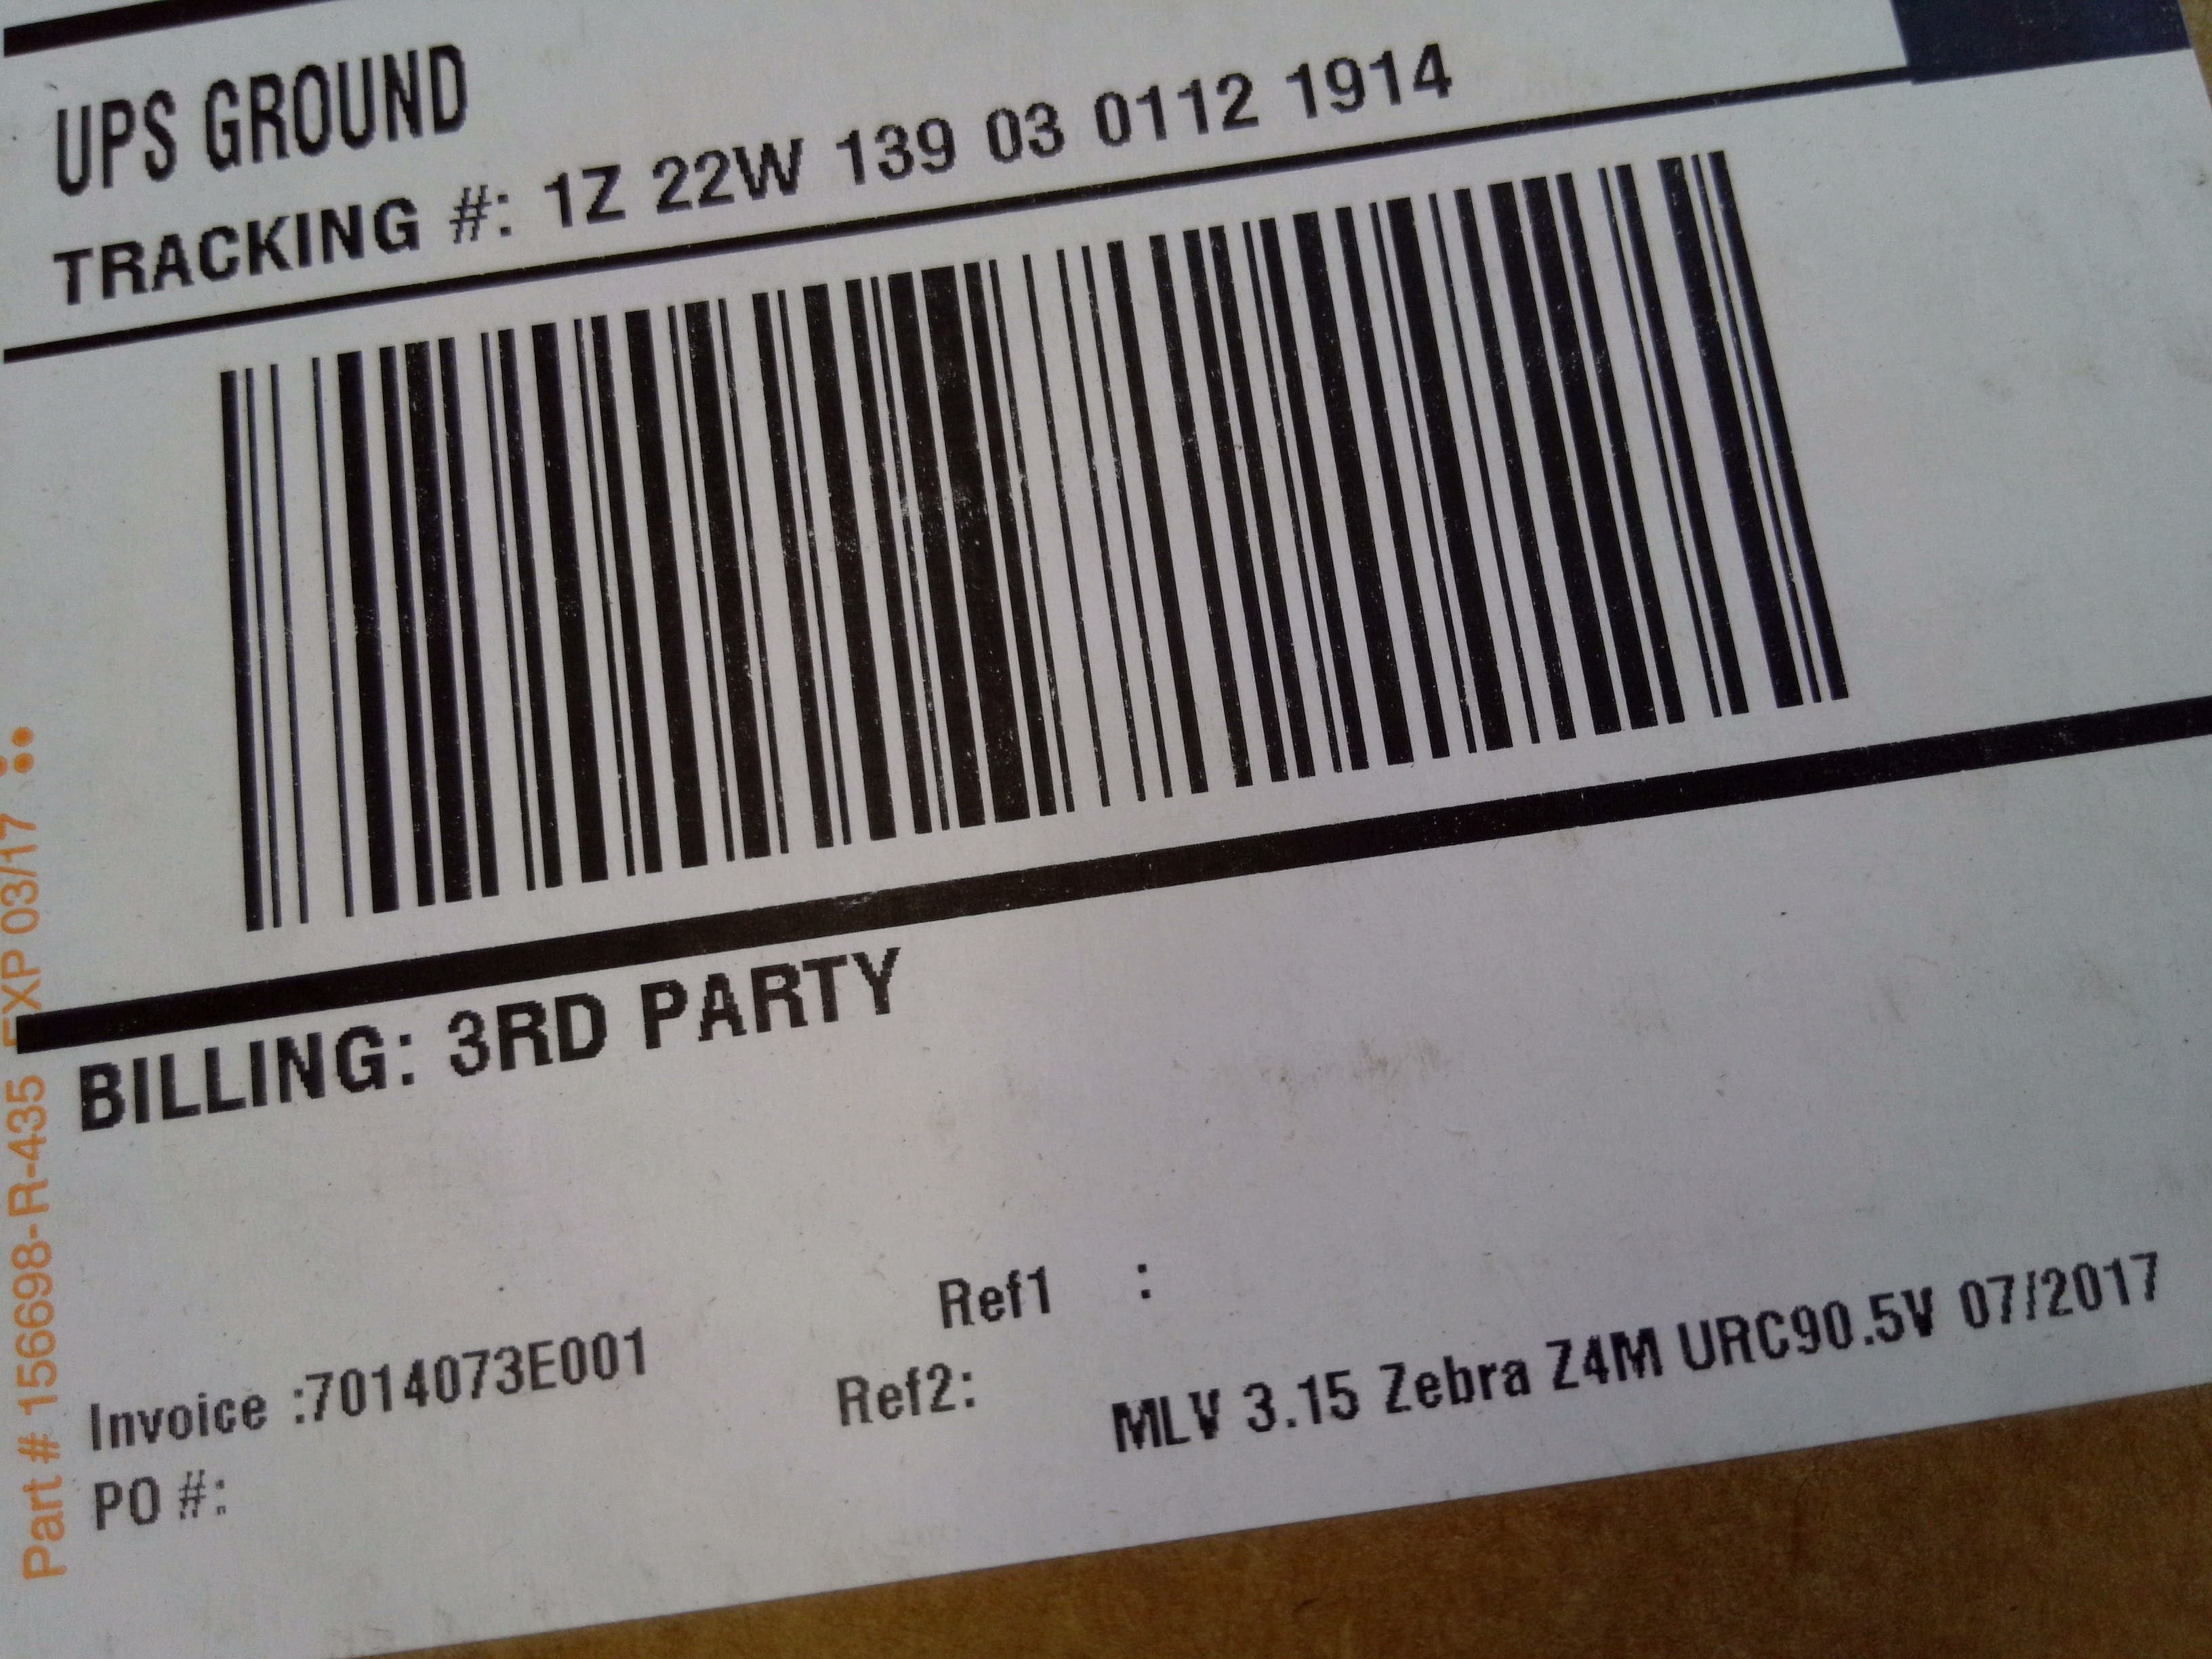 UPS GROUND
TRACKING #: 1Z 22W 139 03 0112 1914
BILLING: 3RD PARTY
Ref1 :
Invoice :7014073E001
Ref2:
PO #:
MLV 3.15 Zebra Z4M URC90.5V 07/2017
Part # 156698-R-435 EXP 03/17